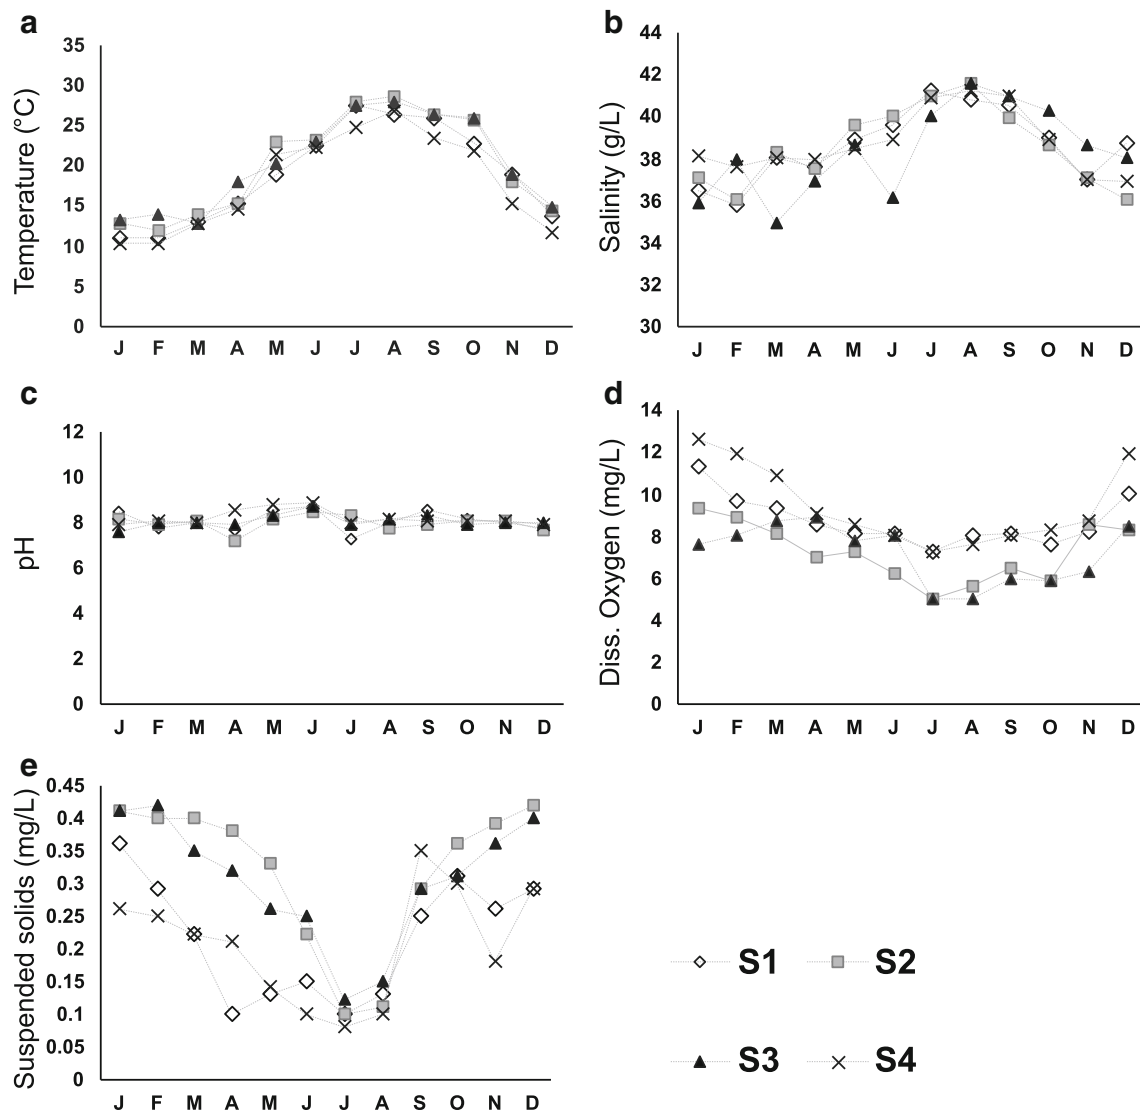 a
Temperature (°C)
35
30
25
20
15
10
5
0
J F M A M J J A S O N D
b
Salinity (g/L)
44
42
40
38
36
34
32
30
J F M A M J J A S O N D
c
pH
12
10
8
6
4
2
0
J F M A M J J A S O N D
d
Diss. Oxygen (mg/L)
14
12
10
8
6
4
2
0
J F M A M J J A S O N D
e
Suspended solids (mg/L)
0.45
0.4
0.35
0.3
0.25
0.2
0.15
0.1
0.05
0
J F M A M J J A S O N D
S1 S2
S3 S4